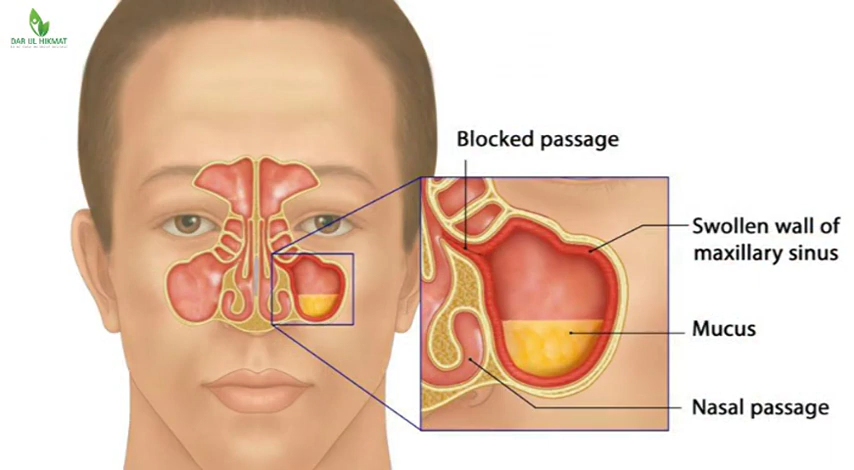 DAR UL HIKMAT
Blocked passage
Swollen wall of
maxillary sinus
Mucus
Nasal passage